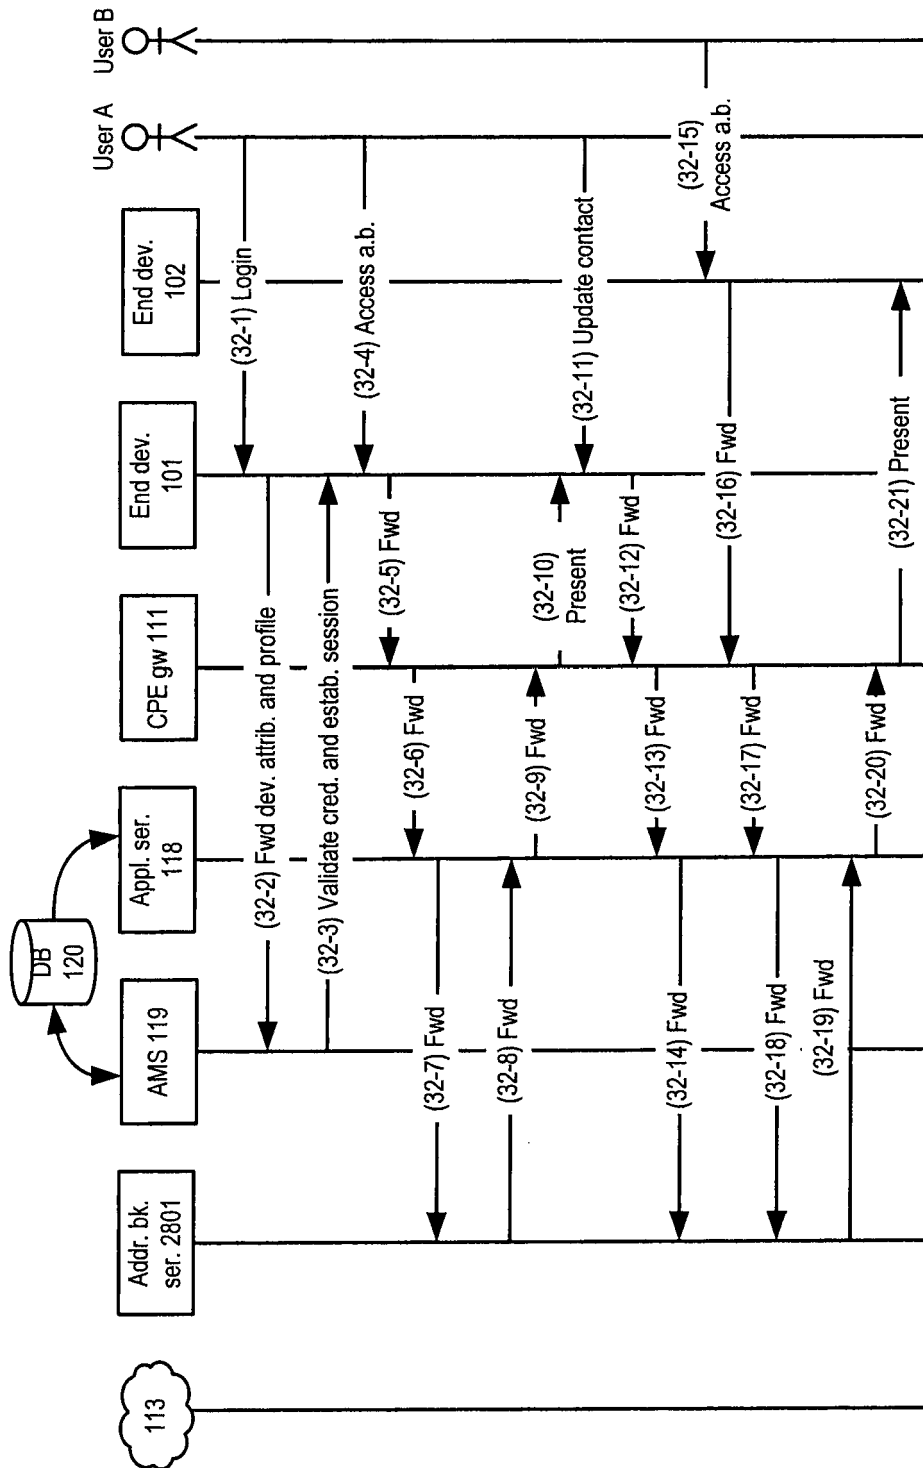 113
Addr. bk.
ser. 2801
AMS 119
DB
120
Appl. ser.
118
CPE gw 111
End dev.
101
End dev.
102
User A
User B
(32-1) Login
(32-2) Fwd dev. attrib. and profile
(32-3) Validate cred. and estab. session
(32-4) Access a.b.
(32-5) Fwd
(32-6) Fwd
(32-7) Fwd
(32-8) Fwd
(32-9) Fwd
(32-10)
Present
(32-11) Update contact
(32-12) Fwd
(32-13) Fwd
(32-14) Fwd
(32-15)
Access a.b.
(32-16) Fwd
(32-17) Fwd
(32-18) Fwd
(32-19) Fwd
(32-20) Fwd
(32-21) Present